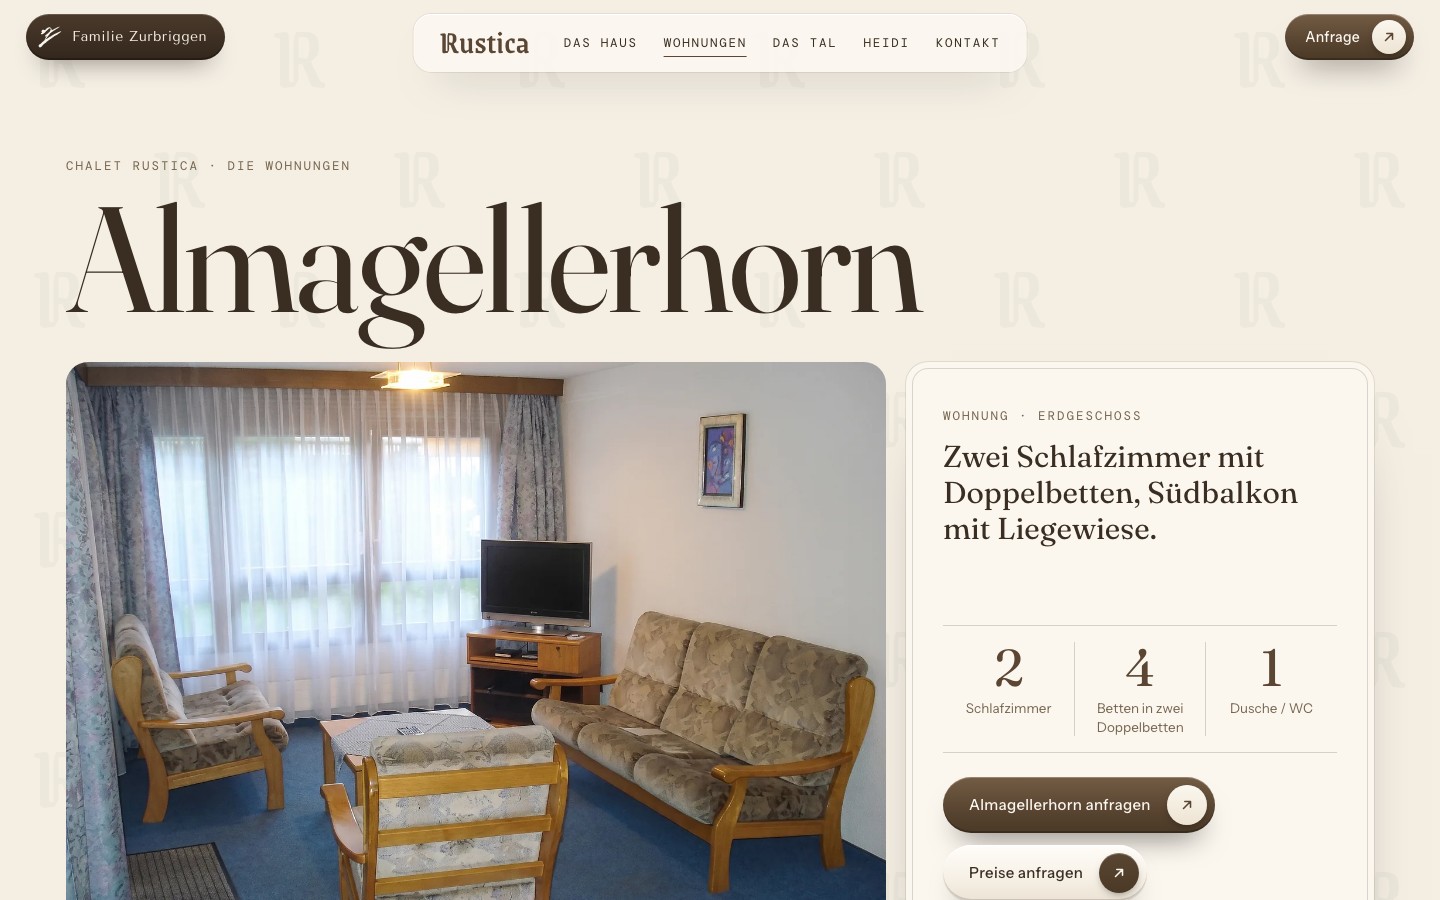 Familie Zurbriggen
Rustica
DAS HAUS
WOHNUNGEN
DAS TAL
HEIDI
KONTAKT
Anfrage
CHALET RUSTICA · DIE WOHNUNGEN
Almagellerhorn
WOHNUNG · ERDGESCHOSS
Zwei Schlafzimmer mit
Doppelbetten, Südbalkon
mit Liegewiese.
2
Schlafzimmer
4
Betten in zwei
Doppelbetten
1
Dusche / WC
Almagellerhorn anfragen
Preise anfragen